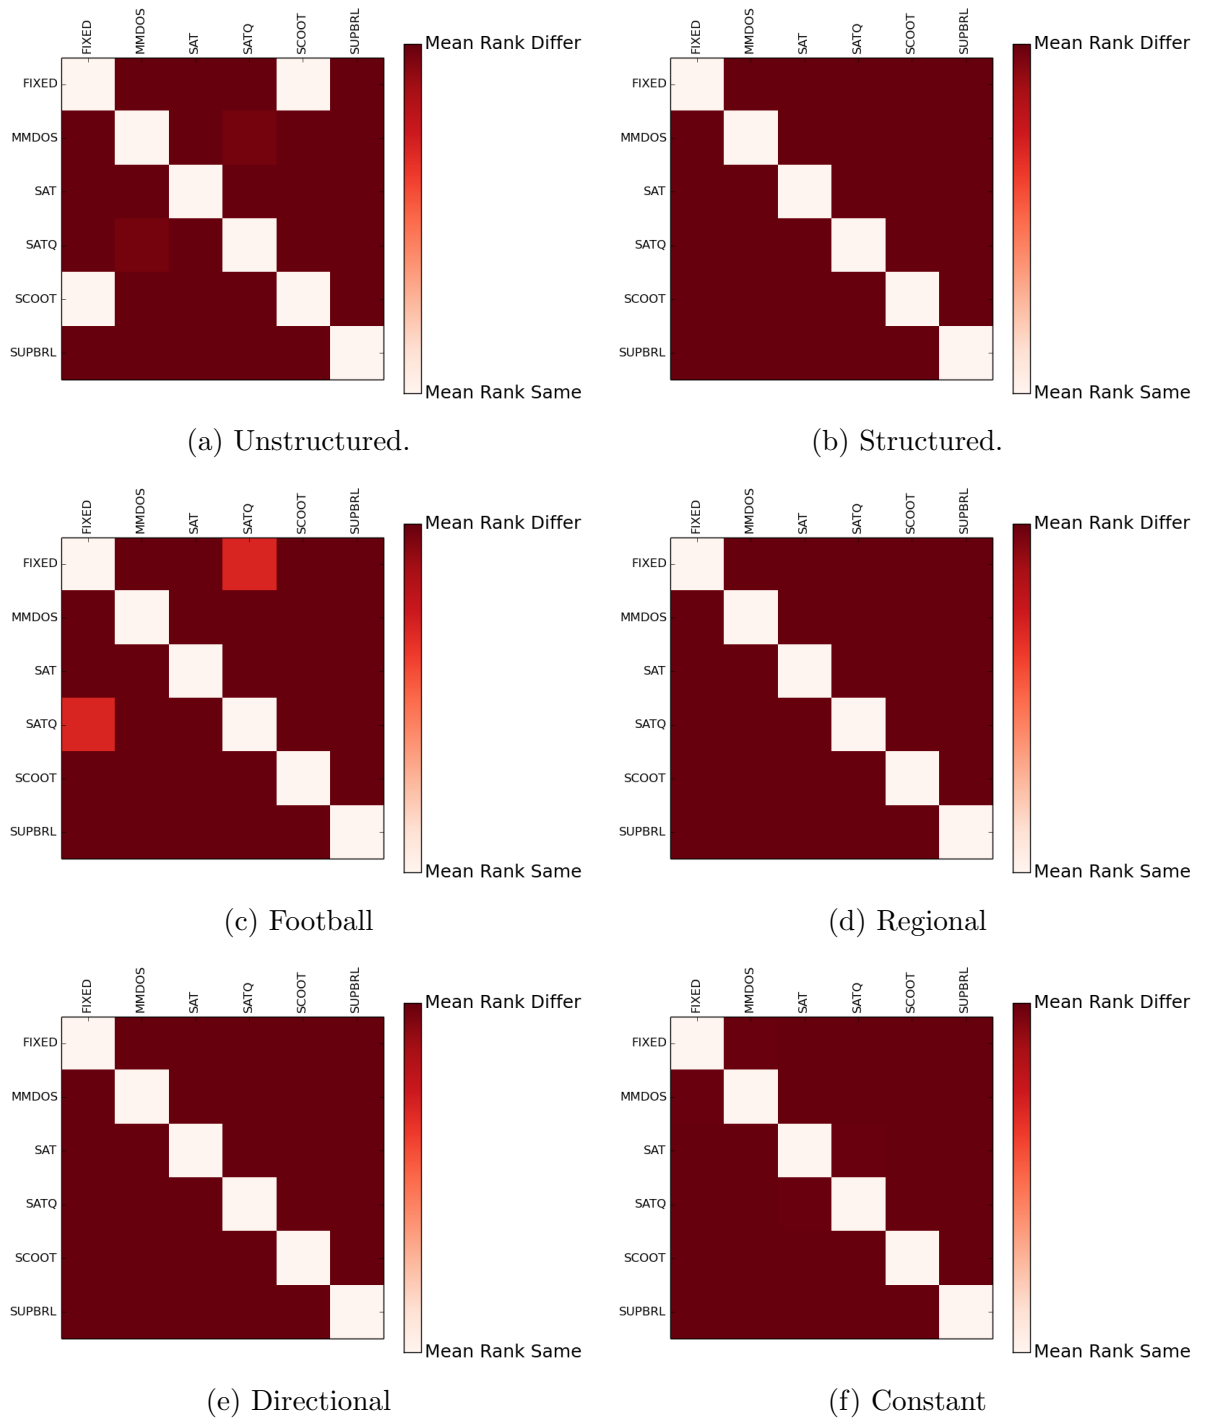 FIXED MMDOS SAT SATQ SCOOT SUPBRL
Mean Rank Differ
FIXED
MMDOS
SAT
SATQ
SCOOT
SUPBRL
Mean Rank Same
(a) Unstructured.
FIXED MMDOS SAT SATQ SCOOT SUPBRL
Mean Rank Differ
FIXED
MMDOS
SAT
SATQ
SCOOT
SUPBRL
Mean Rank Same
(b) Structured.
FIXED MMDOS SAT SATQ SCOOT SUPBRL
Mean Rank Differ
FIXED
MMDOS
SAT
SATQ
SCOOT
SUPBRL
Mean Rank Same
(c) Football
FIXED MMDOS SAT SATQ SCOOT SUPBRL
Mean Rank Differ
FIXED
MMDOS
SAT
SATQ
SCOOT
SUPBRL
Mean Rank Same
(d) Regional
FIXED MMDOS SAT SATQ SCOOT SUPBRL
Mean Rank Differ
FIXED
MMDOS
SAT
SATQ
SCOOT
SUPBRL
Mean Rank Same
(e) Directional
FIXED MMDOS SAT SATQ SCOOT SUPBRL
Mean Rank Differ
FIXED
MMDOS
SAT
SATQ
SCOOT
SUPBRL
Mean Rank Same
(f) Constant